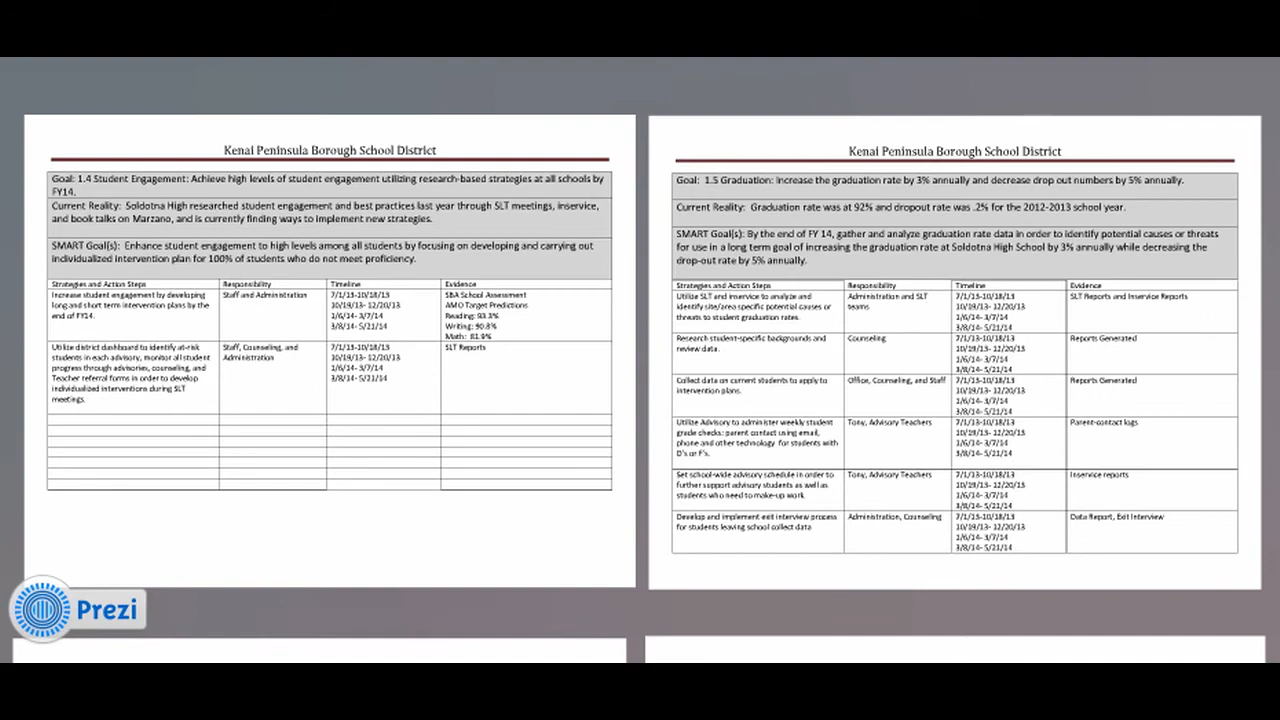 Kenai Peninsula Borough School District
Goal: 1.4 Student Engagement: Achieve high levels of student engagement utilizing research-based strategies at all schools by
FY14.
Current Reality: Soldotna High researched student engagement and best practices last year through SLT meetings, inservice,
and book talks on Marzano, and is currently finding ways to implement new strategies.
SMART Goal(s): Enhance student engagement to high levels among all students by focusing on developing and carrying out
individualized intervention plan for 100% of students who do not meet proficiency.
Strategies and Action Steps Responsibility Timeline Evidence
Increase student engagement by developing Staff and Administration 7/1/13-10/18/13 SBA School Assessment
long and short term intervention plans by the 10/19/13- 12/20/13 AMO Target Predictions
end of FY14. 1/6/14- 3/7/14 Reading: 93.3%
3/8/14- 5/21/14 Writing: 90.8%
Math: 81.9%
Utilize district dashboard to identify at-risk Staff, Counseling, and 7/1/13-10/18/13 SLT Reports
students in each advisory, monitor all student Administration 10/19/13- 12/20/13
progress through advisories, counseling, and 1/6/14- 3/7/14
Teacher referral forms in order to develop 3/8/14- 5/21/14
individualized interventions during SLT
meetings.
Kenai Peninsula Borough School District
Goal: 1.5 Graduation: Increase the graduation rate by 3% annually and decrease drop out numbers by 5% annually.
Current Reality: Graduation rate was at 92% and dropout rate was .2% for the 2012-2013 school year.
SMART Goal(s): By the end of FY 14, gather and analyze graduation rate data in order to identify potential causes or threats
for use in a long term goal of increasing the graduation rate at Soldotna High School by 3% annually while decreasing the
drop-out rate by 5% annually.
Strategies and Action Steps Responsibility Timeline Evidence
Utilize SLT and inservice to analyze and Administration and SLT 7/1/13-10/18/13 SLT Reports and Inservice Reports
identify site/area specific potential causes or teams 10/19/13- 12/20/13
threats to student graduation rates. 1/6/14- 3/7/14
3/8/14- 5/21/14
Research student-specific backgrounds and Counseling 7/1/13-10/18/13 Reports Generated
review data. 10/19/13- 12/20/13
1/6/14- 3/7/14
3/8/14- 5/21/14
Collect data on current students to apply to Office, Counseling, and Staff 7/1/13-10/18/13 Reports Generated
intervention plans. 10/19/13- 12/20/13
1/6/14- 3/7/14
3/8/14- 5/21/14
Utilize Advisory to administer weekly student Tony, Advisory Teachers 7/1/13-10/18/13 Parent-contact logs
grade checks: parent contact using email, 10/19/13- 12/20/13
phone and other technology for students with 1/6/14- 3/7/14
D's or F's. 3/8/14- 5/21/14
Set school-wide advisory schedule in order to Tony, Advisory Teachers 7/1/13-10/18/13 Inservice reports
further support advisory students as well as 10/19/13- 12/20/13
students who need to make-up work. 1/6/14- 3/7/14
3/8/14- 5/21/14
Develop and implement exit interview process Administration, Counseling 7/1/13-10/18/13 Data Report, Exit Interview
for students leaving school collect data 10/19/13- 12/20/13
1/6/14- 3/7/14
3/8/14- 5/21/14
Prezi